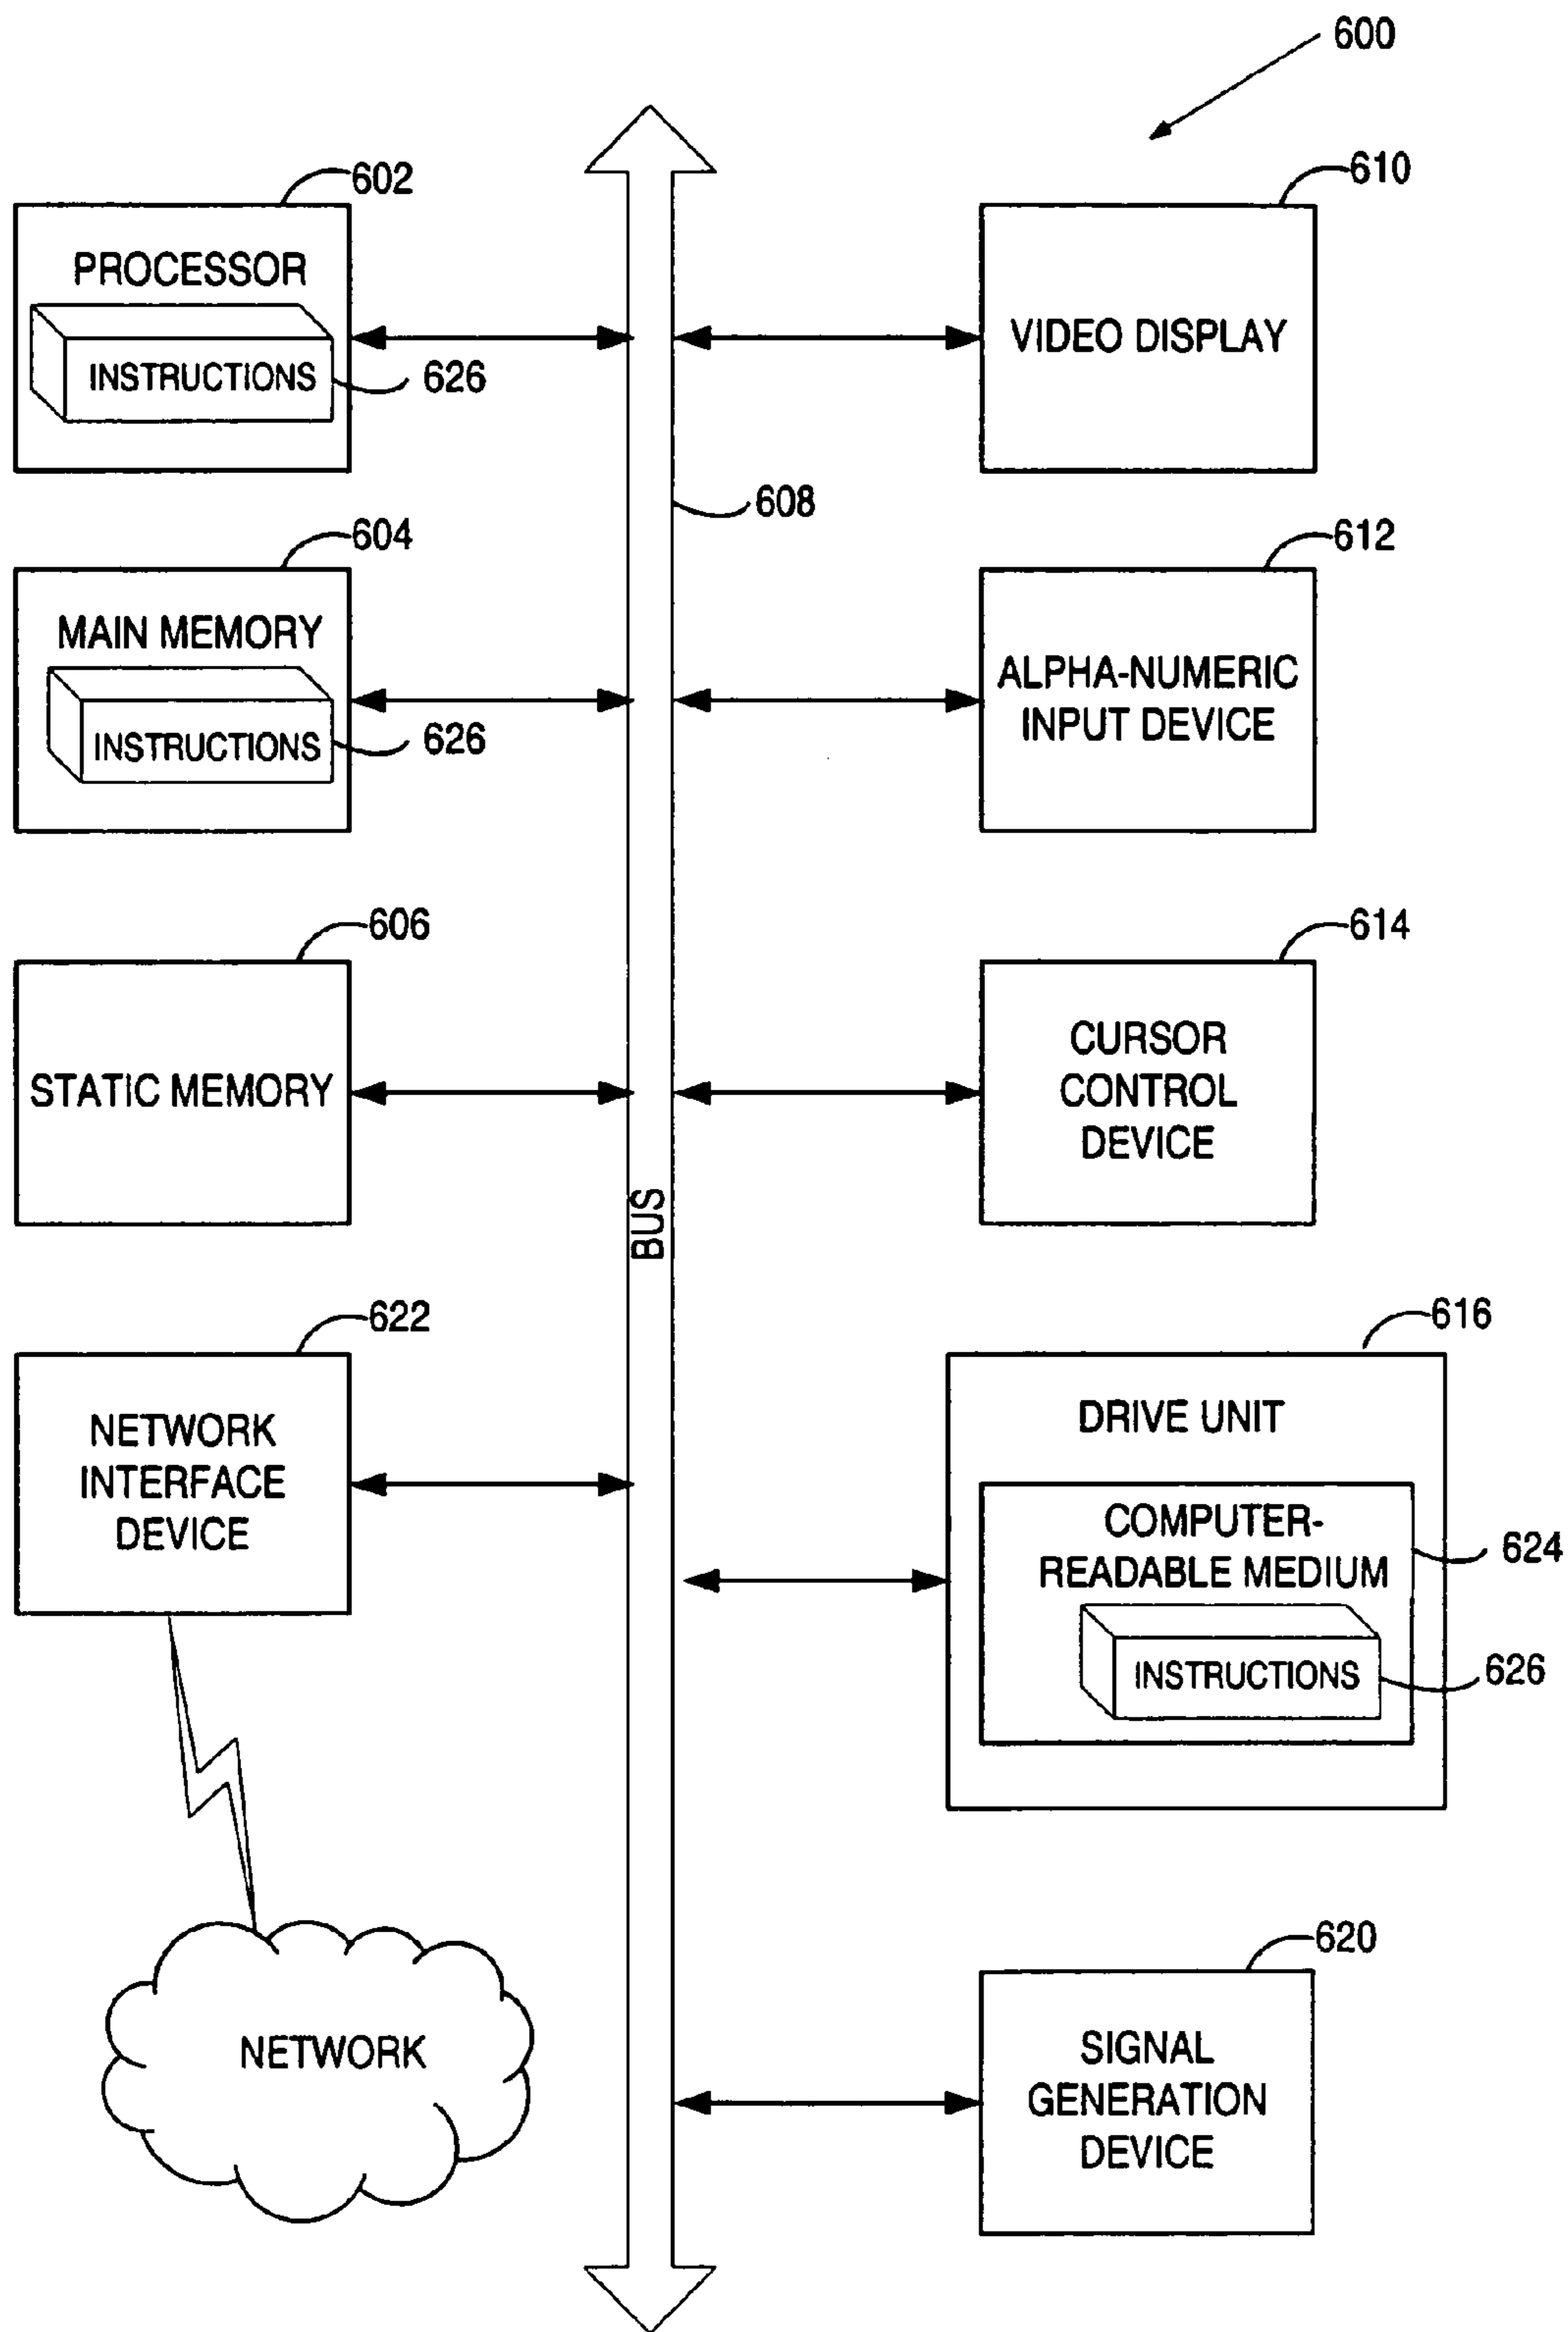 600
602
PROCESSOR
INSTRUCTIONS
626
610
VIDEO DISPLAY
608
604
MAIN MEMORY
INSTRUCTIONS
626
612
ALPHA-NUMERIC
INPUT DEVICE
606
STATIC MEMORY
614
CURSOR
CONTROL
DEVICE
BUS
622
NETWORK
INTERFACE
DEVICE
616
DRIVE UNIT
COMPUTER-
READABLE MEDIUM
624
INSTRUCTIONS
626
NETWORK
620
SIGNAL
GENERATION
DEVICE